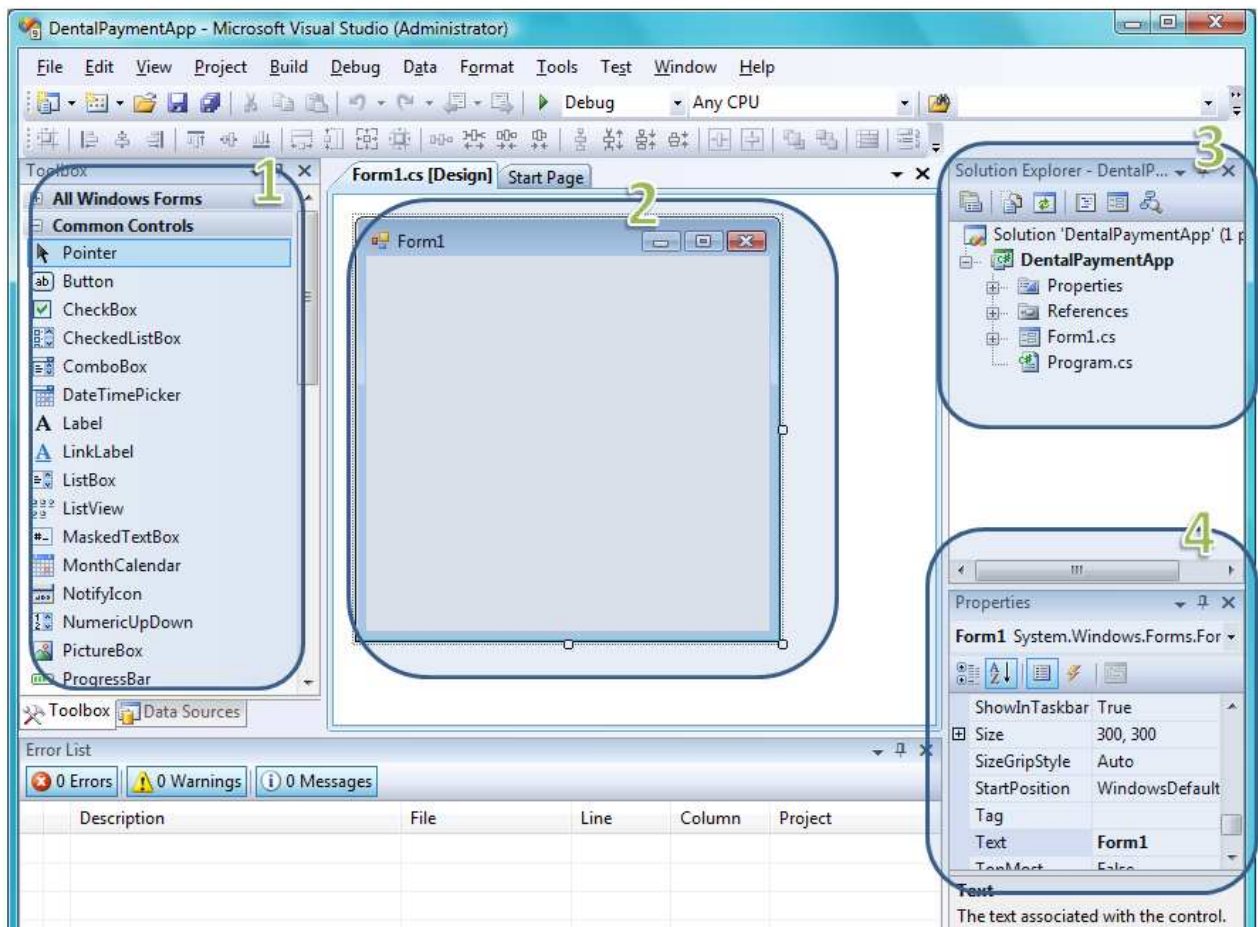 DentalPaymentApp - Microsoft Visual Studio (Administrator)
File Edit View Project Build Debug Data Format Tools Test Window Help
Debug Any CPU
Toolbox
1
All Windows Forms
Common Controls
Pointer
Button
CheckBox
CheckedListBox
ComboBox
DateTimePicker
Label
LinkLabel
ListBox
ListView
MaskedTextBox
MonthCalendar
NotifyIcon
NumericUpDown
PictureBox
ProgressBar
Toolbox Data Sources
Form1.cs [Design] Start Page
2
Form1
3
Solution Explorer - DentalP...
Solution 'DentalPaymentApp' (1 p
DentalPaymentApp
Properties
References
Form1.cs
Program.cs
4
Properties
Form1 System.Windows.Forms.For
ShowInTaskbar True
Size 300, 300
SizeGripStyle Auto
StartPosition WindowsDefault
Tag
Text Form1
TopMost False
Text
The text associated with the control.
Error List
0 Errors 0 Warnings 0 Messages
Description File Line Column Project